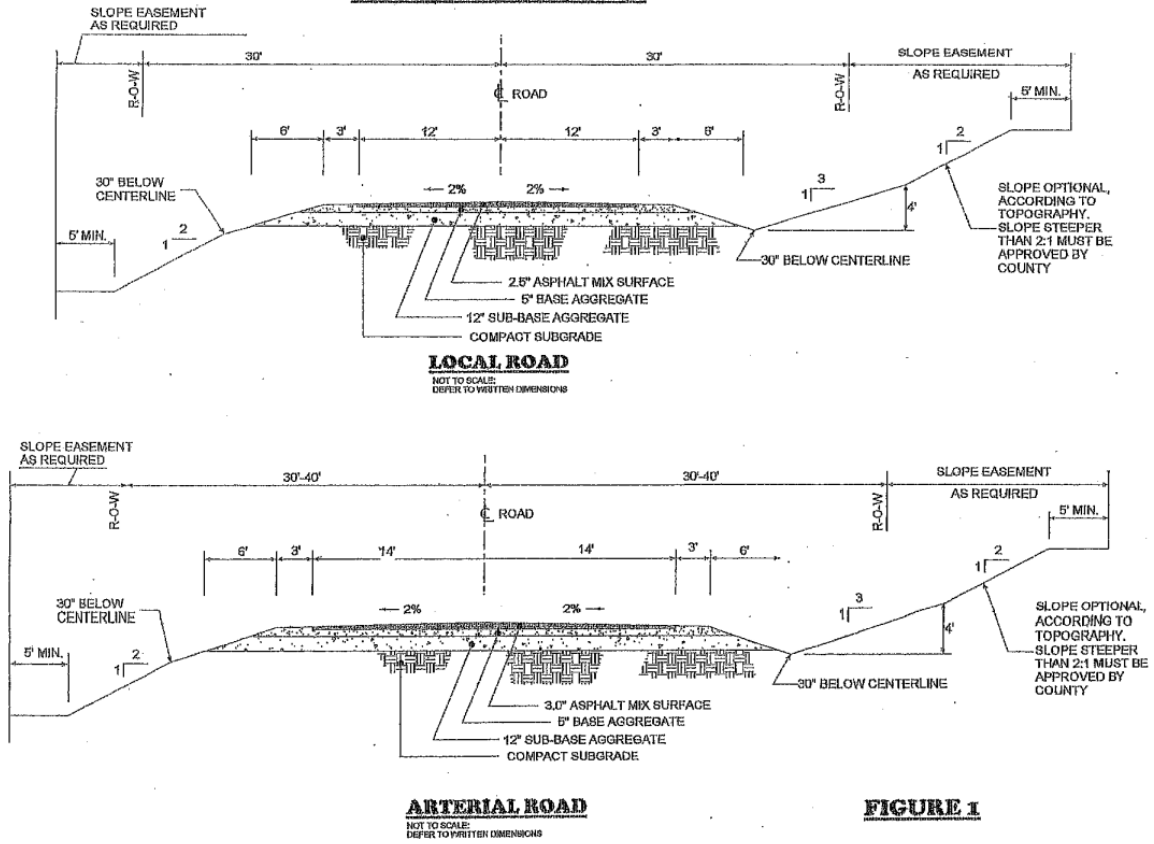 SLOPE EASEMENT
AS REQUIRED
30'
30'
SLOPE EASEMENT
AS REQUIRED
R-O-W
R-O-W
℄ ROAD
5' MIN.
6'
3'
12'
12'
3'
6'
2
1
3
1
30" BELOW
CENTERLINE
2%
2%
4'
SLOPE OPTIONAL,
ACCORDING TO
TOPOGRAPHY.
SLOPE STEEPER
THAN 2:1 MUST BE
APPROVED BY
COUNTY
5' MIN.
2
1
30" BELOW CENTERLINE
2.5" ASPHALT MIX SURFACE
5" BASE AGGREGATE
12" SUB-BASE AGGREGATE
COMPACT SUBGRADE
LOCAL ROAD
NOT TO SCALE:
DEFER TO WRITTEN DIMENSIONS
SLOPE EASEMENT
AS REQUIRED
30'-40'
30'-40'
SLOPE EASEMENT
AS REQUIRED
R-O-W
R-O-W
℄ ROAD
5' MIN.
6'
3'
14'
14'
3'
6'
2
1
3
1
30" BELOW
CENTERLINE
2%
2%
4'
SLOPE OPTIONAL,
ACCORDING TO
TOPOGRAPHY.
SLOPE STEEPER
THAN 2:1 MUST BE
APPROVED BY
COUNTY
5' MIN.
2
1
30" BELOW CENTERLINE
3.0" ASPHALT MIX SURFACE
5" BASE AGGREGATE
12" SUB-BASE AGGREGATE
COMPACT SUBGRADE
ARTERIAL ROAD
NOT TO SCALE:
DEFER TO WRITTEN DIMENSIONS
FIGURE 1